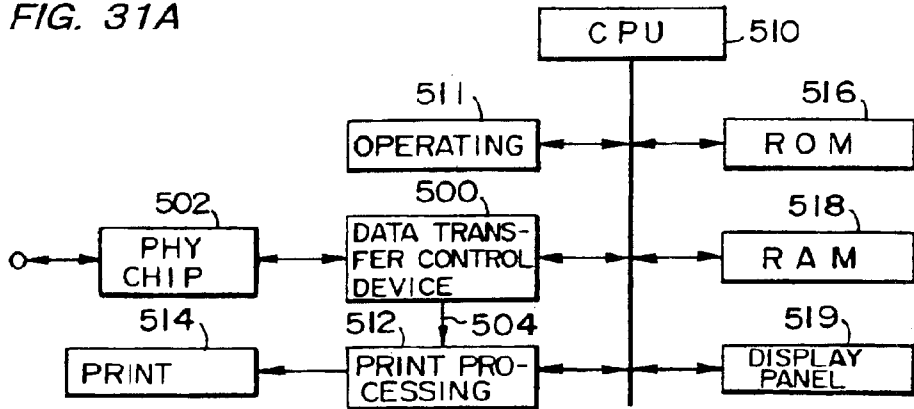 FIG. 31A
CPU
510
511
516
OPERATING
ROM
502
500
518
PHY
CHIP
DATA TRANS-
FER CONTROL
DEVICE
RAM
514
512
504
519
PRINT
PRINT PRO-
CESSING
DISPLAY
PANEL